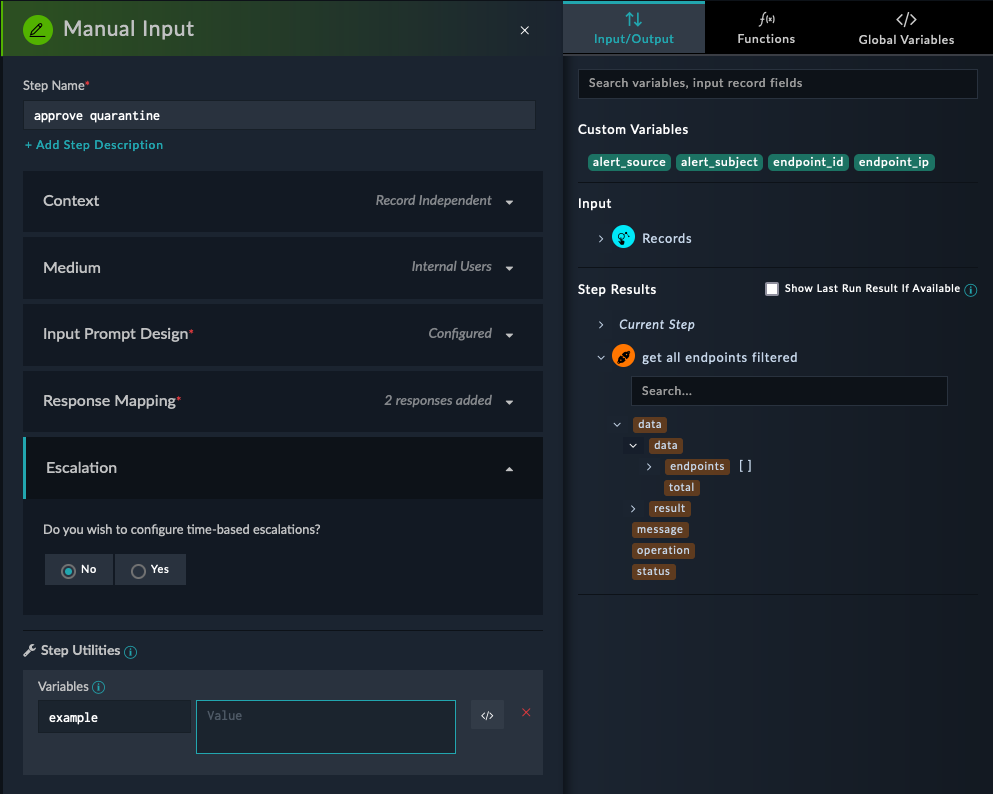 Manual Input
Step Name*
approve quarantine
+ Add Step Description
Context
Record Independent
Medium
Internal Users
Input Prompt Design*
Configured
Response Mapping*
2 responses added
Escalation
Do you wish to configure time-based escalations?
No
Yes
Step Utilities
Variables
example
Value
</>
Input/Output
f(x)
Functions
</>
Global Variables
Search variables, input record fields
Custom Variables
alert_source alert_subject endpoint_id endpoint_ip
Input
Records
Step Results
Show Last Run Result If Available
Current Step
get all endpoints filtered
Search...
data
data
endpoints [ ]
total
result
message
operation
status